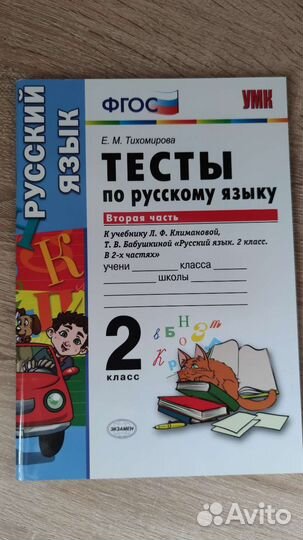 РУССКИЙ ЯЗЫК
ФГОС
УМК
Е. М. Тихомирова
ТЕСТЫ
по русскому языку
Вторая часть
К учебнику Л. Ф. Климановой,
Т. В. Бабушкиной «Русский язык. 2 класс.
В 2-х частях»
учени класса
школы
2
класс
ЭКЗАМЕН
Avito